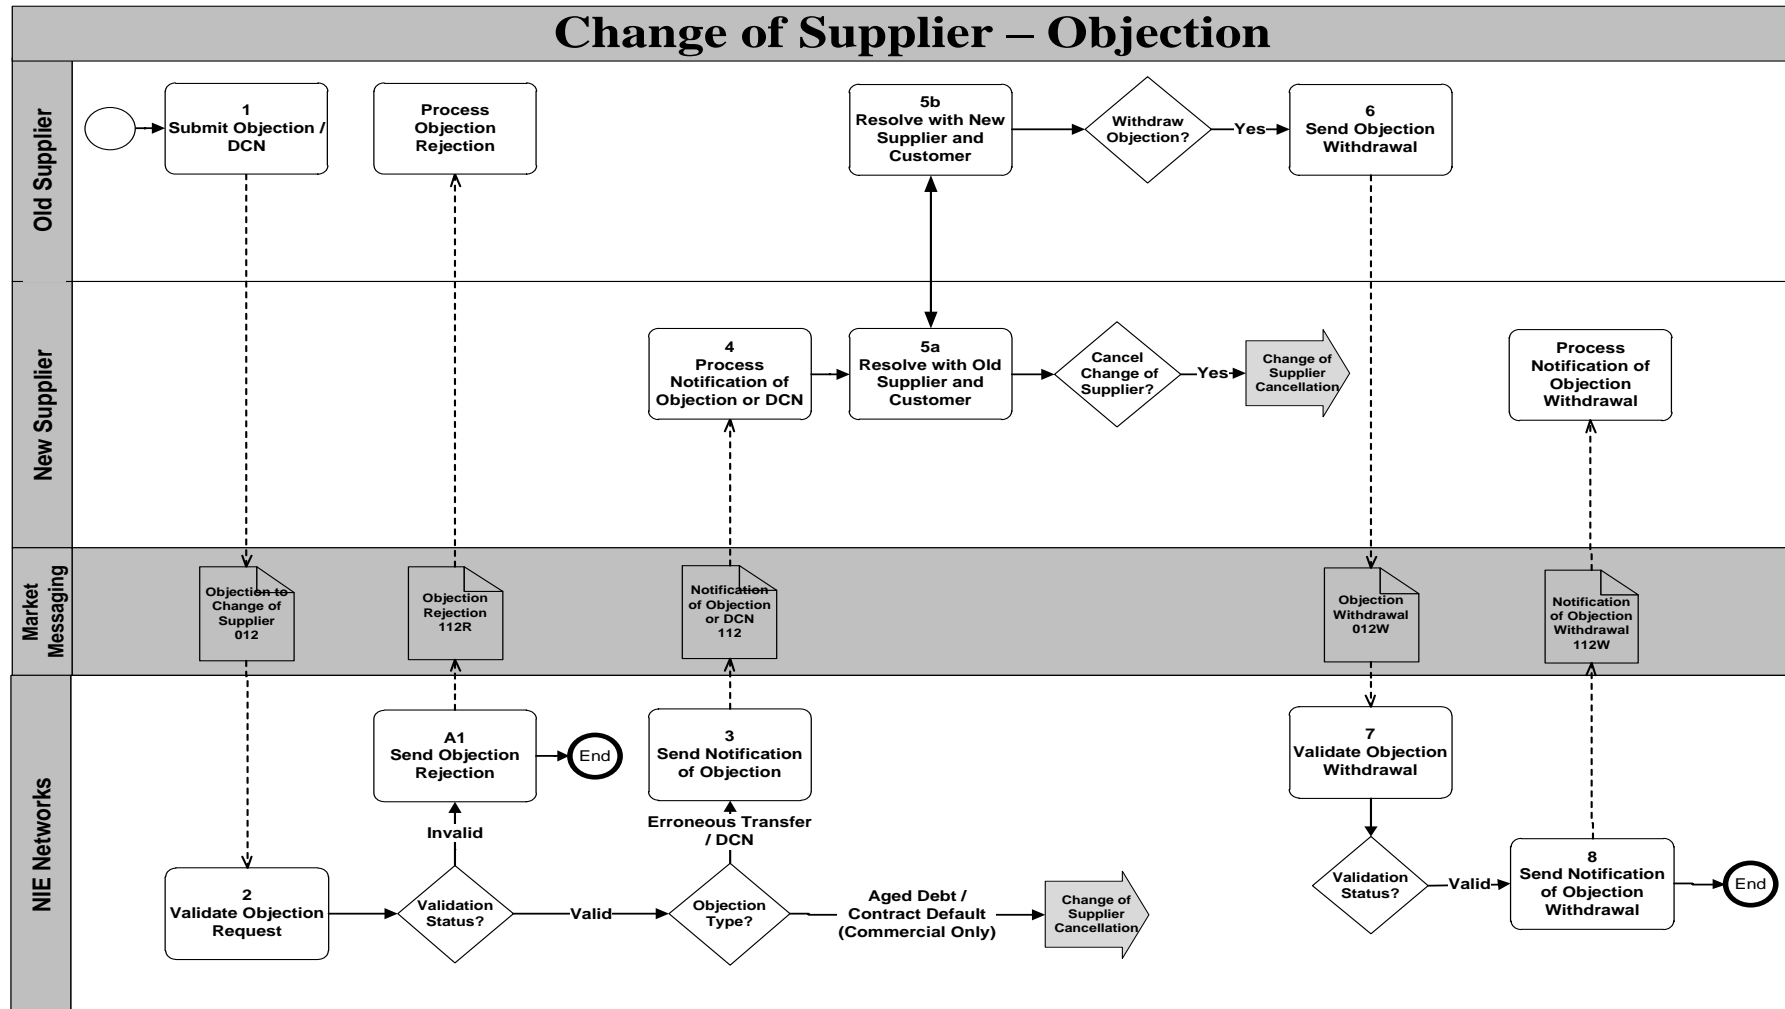 Change of Supplier – Objection
Old Supplier
1
Submit Objection /
DCN
Process
Objection
Rejection
5b
Resolve with New
Supplier and
Customer
Withdraw
Objection?
Yes
6
Send Objection
Withdrawal
New Supplier
4
Process
Notification of
Objection or DCN
5a
Resolve with Old
Supplier and
Customer
Cancel
Change of
Supplier?
Yes
Change of
Supplier
Cancellation
Process
Notification of
Objection
Withdrawal
Market
Messaging
Objection to
Change of
Supplier
012
Objection
Rejection
112R
Notification
of Objection
or DCN
112
Objection
Withdrawal
012W
Notification
of Objection
Withdrawal
112W
NIE Networks
A1
Send Objection
Rejection
End
3
Send Notification
of Objection
7
Validate Objection
Withdrawal
Invalid
Erroneous Transfer
/ DCN
2
Validate Objection
Request
Validation
Status?
Valid
Objection
Type?
Aged Debt /
Contract Default
(Commercial Only)
Change of
Supplier
Cancellation
Validation
Status?
Valid
8
Send Notification
of Objection
Withdrawal
End